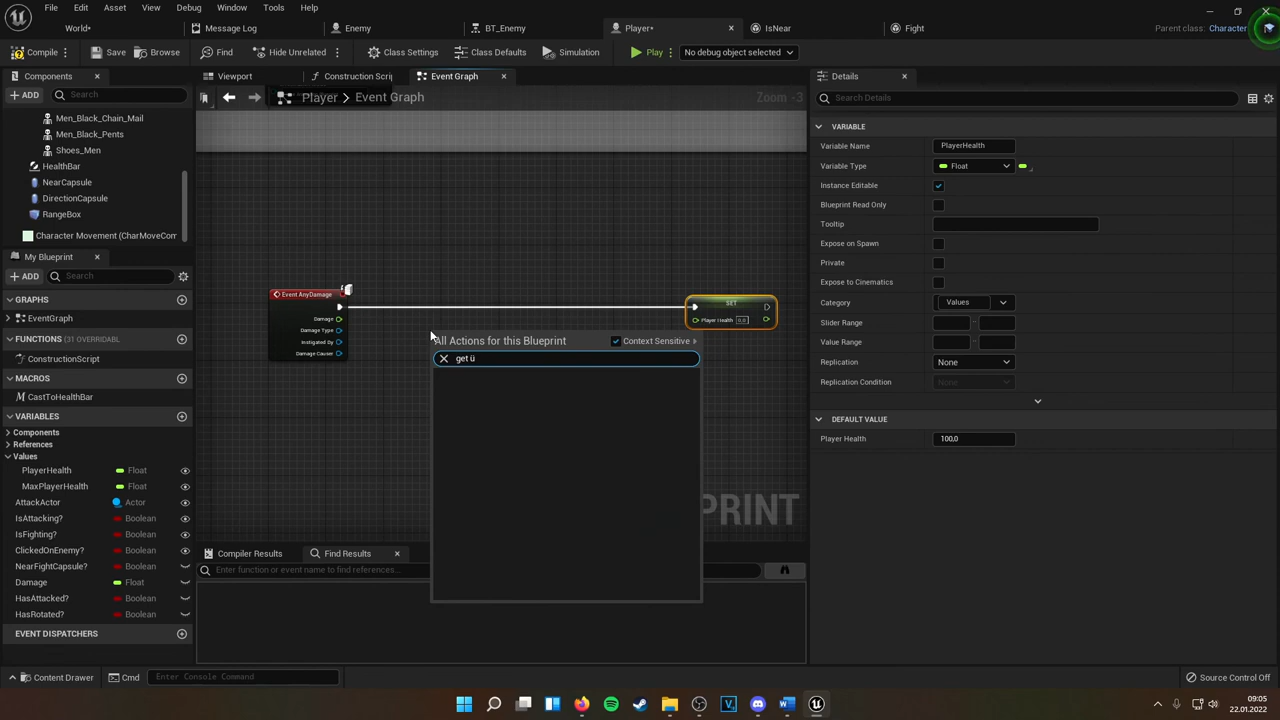 File Edit Asset View Debug Window Tools Help
World* Message Log Enemy BT_Enemy Player* IsNear Fight Parent class: Character
Compile Save Browse Find Hide Unrelated Class Settings Class Defaults Simulation Play No debug object selected
Components Viewport Construction Scrip Event Graph Details
+ ADD Search Player > Event Graph Zoom -3 Search Details
Men_Black_Chain_Mail
Men_Black_Pents
Shoes_Men
HealthBar
NearCapsule
DirectionCapsule
RangeBox
Character Movement (CharMoveCom
My Blueprint
+ ADD Search
GRAPHS
EventGraph
FUNCTIONS (31 OVERRIDABL
ConstructionScript
MACROS
CastToHealthBar
VARIABLES
Components
References
Values
PlayerHealth Float
MaxPlayerHealth Float
AttackActor Actor
IsAttacking? Boolean
IsFighting? Boolean
ClickedOnEnemy? Boolean
NearFightCapsule? Boolean
Damage Float
HasAttacked? Boolean
HasRotated? Boolean
EVENT DISPATCHERS
Event AnyDamage
Damage
Damage Type
Instigated By
Damage Causer
SET
Player Health 0,0
All Actions for this Blueprint Context Sensitive
get ü
PRINT
Compiler Results Find Results
Enter function or event name to find references...
VARIABLE
Variable Name PlayerHealth
Variable Type Float
Instance Editable
Blueprint Read Only
Tooltip
Expose on Spawn
Private
Expose to Cinematics
Category Values
Slider Range
Value Range
Replication None
Replication Condition None
DEFAULT VALUE
Player Health 100,0
Content Drawer Cmd Enter Console Command Source Control Off
09:05
22.01.2022